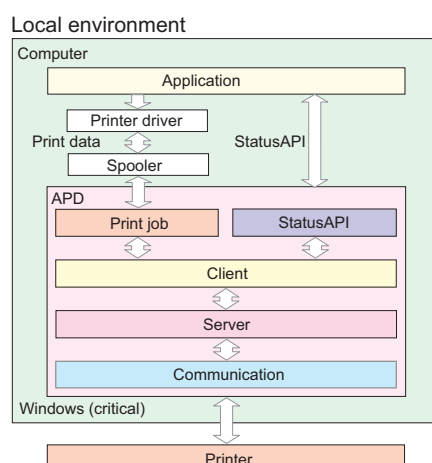 Local environment
Computer
Application
Printer driver
Print data
StatusAPI
Spooler
APD
Print job
StatusAPI
Client
Server
Communication
Windows (critical)
Printer